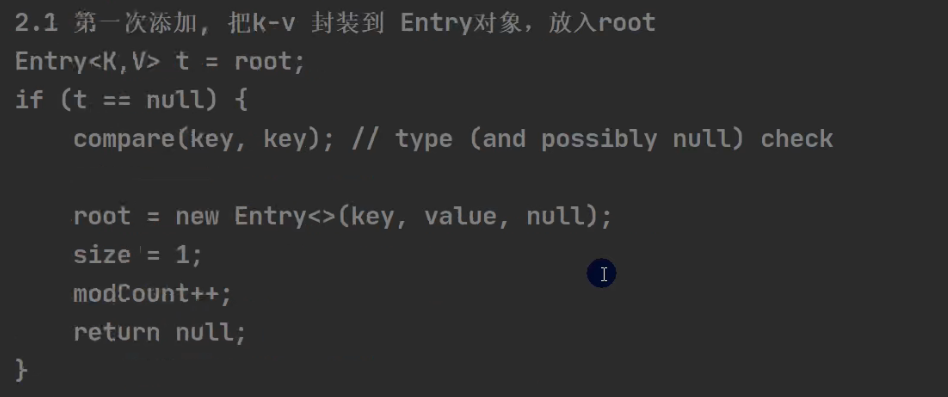 2.1 第一次添加, 把k-v 封装到 Entry对象，放入root
Entry<K,V> t = root;
if (t == null) {
    compare(key, key); // type (and possibly null) check
    root = new Entry<>(key, value, null);
    size = 1;
    modCount++;
    return null;
}